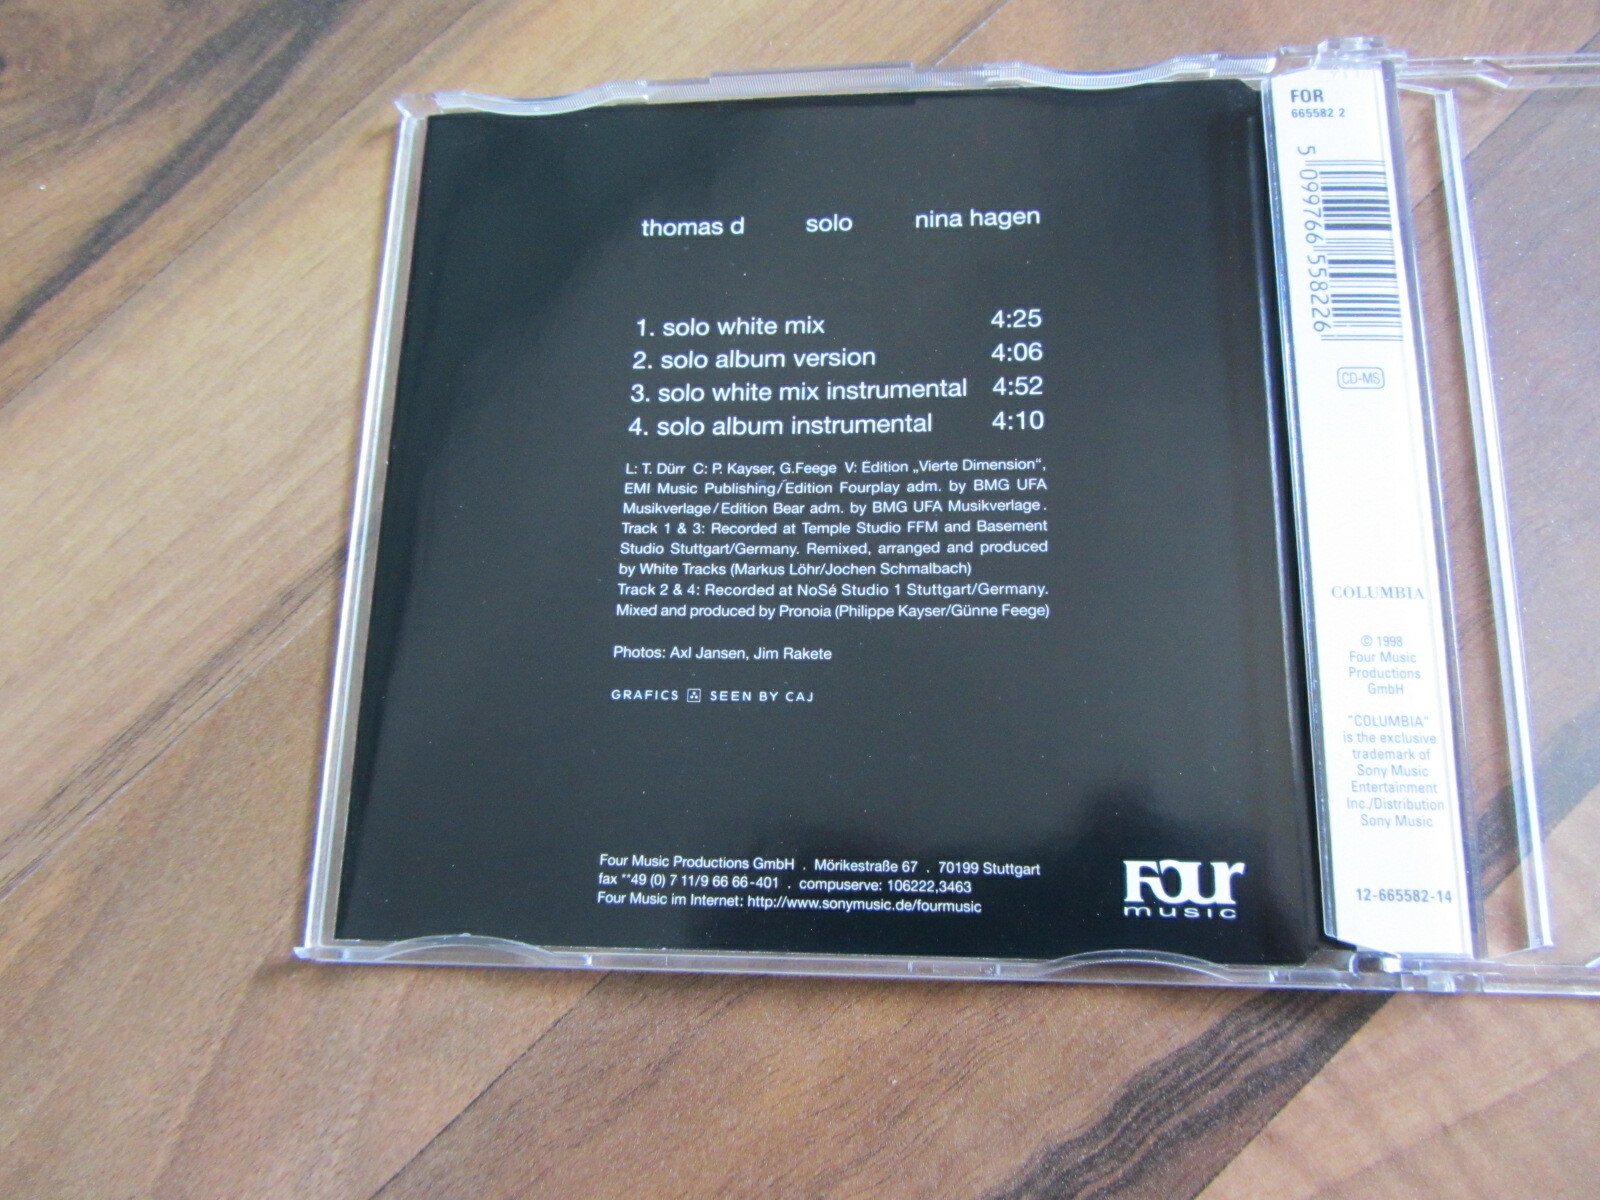 thomas d solo nina hagen
1. solo white mix 4:25
2. solo album version 4:06
3. solo white mix instrumental 4:52
4. solo album instrumental 4:10
L: T. Dürr C: P. Kayser, G.Feege V: Edition „Vierte Dimension“,
EMI Music Publishing/Edition Fourplay adm. by BMG UFA
Musikverlage/Edition Bear adm. by BMG UFA Musikverlage.
Track 1 & 3: Recorded at Temple Studio FFM and Basement
Studio Stuttgart/Germany. Remixed, arranged and produced
by White Tracks (Markus Löhr/Jochen Schmalbach)
Track 2 & 4: Recorded at NoSé Studio 1 Stuttgart/Germany.
Mixed and produced by Pronoia (Philippe Kayser/Günne Feege)
Photos: Axl Jansen, Jim Rakete
GRAFICS SEEN BY CAJ
Four Music Productions GmbH . Mörikestraße 67 . 70199 Stuttgart
fax **49 (0) 7 11/9 66 66-401 . compuserve: 106222,3463
Four Music im Internet: http://www.sonymusic.de/fourmusic
FOUR
music
FOR
665582 2
5 099766 558226
CD-MS
COLUMBIA
© 1998
Four Music
Productions
GmbH
"COLUMBIA"
is the exclusive
trademark of
Sony Music
Entertainment
Inc./Distribution
Sony Music
12-665582-14